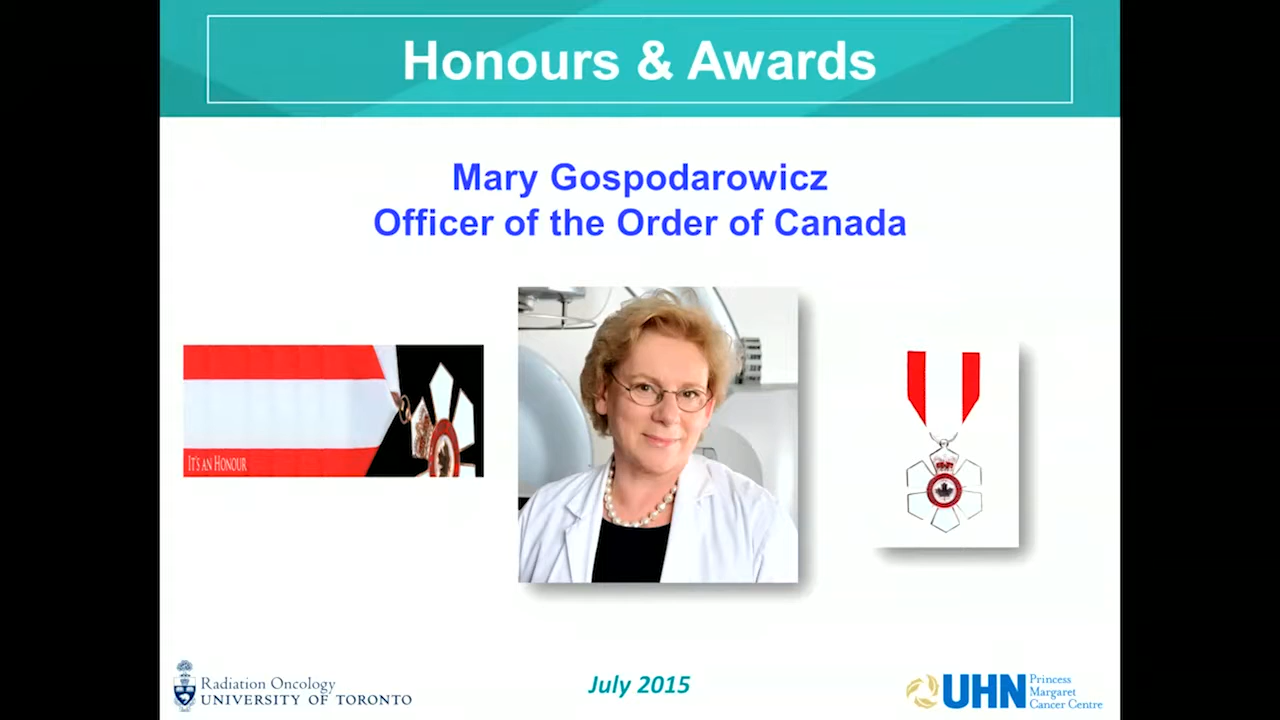 Honours & Awards
Mary Gospodarowicz
Officer of the Order of Canada
IT'S AN HONOUR
Radiation Oncology
UNIVERSITY OF TORONTO
July 2015
UHN
Princess
Margaret
Cancer Centre